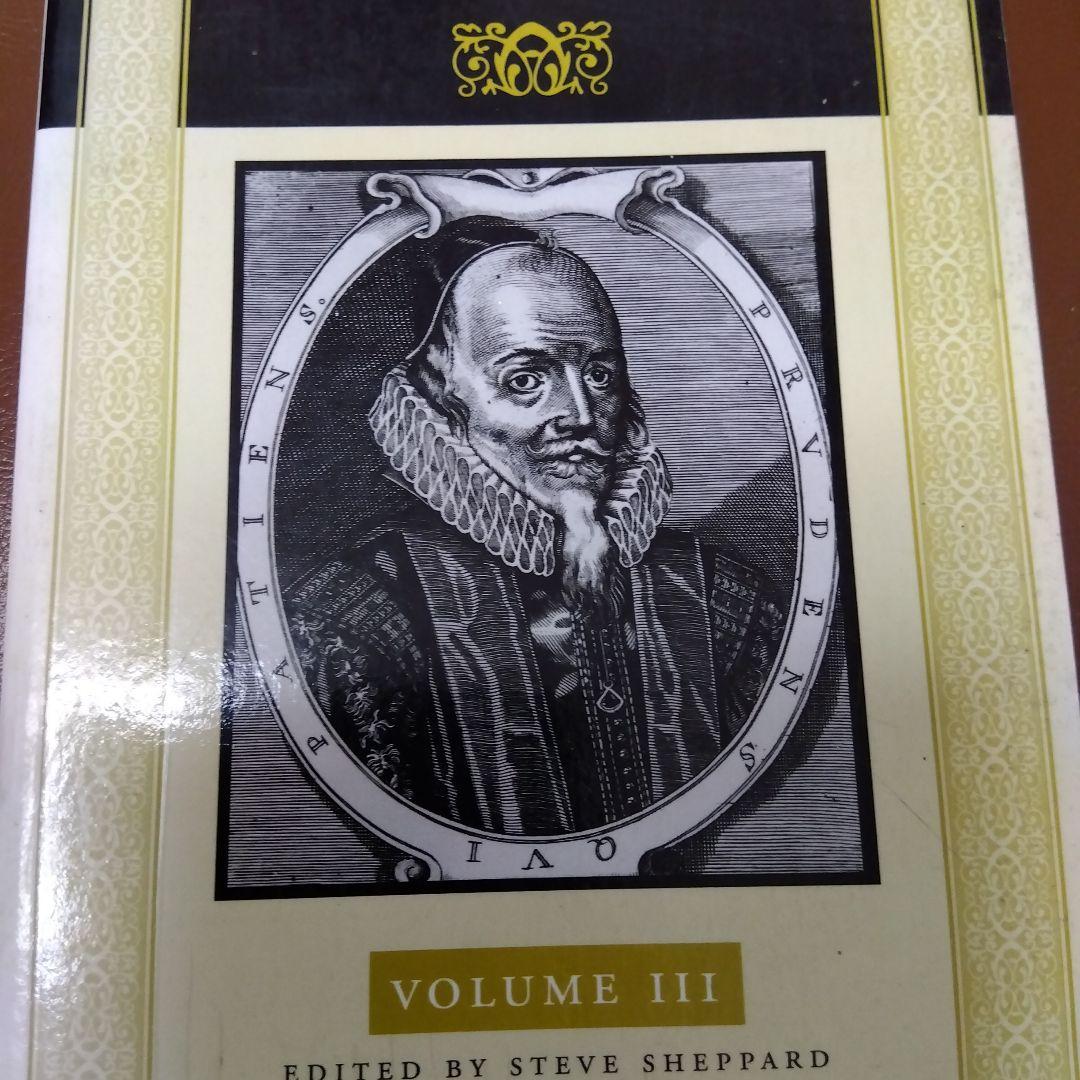 PRVDENS QVI PATIENS.
VOLUME III
EDITED BY STEVE SHEPPARD